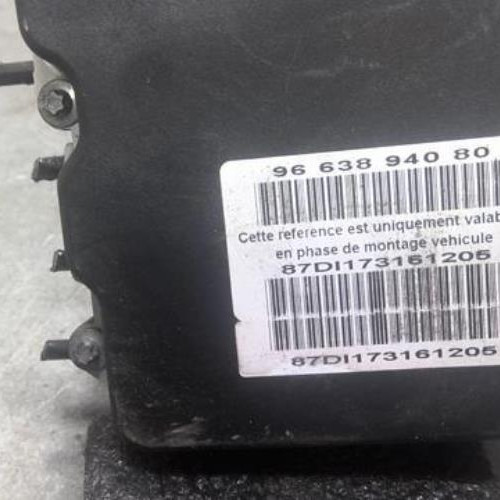 96 638 940 80
Cette reference est uniquement valab
en phase de montage vehicule
87DI173161205
87DI173161205